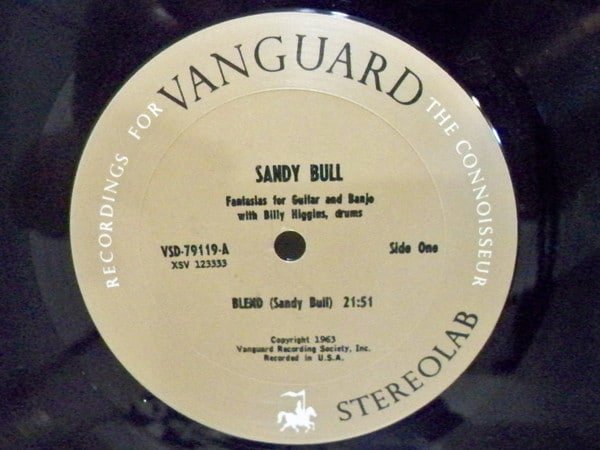 RECORDINGS FOR VANGUARD THE CONNOISSEUR
SANDY BULL
Fantasias for Guitar and Banjo
with Billy Higgins, drums
VSD-79119-A Side One
XSV 123333
BLEND (Sandy Bull) 21:51
Copyright 1963
Vanguard Recording Society, Inc.
Recorded in U.S.A.
STEREOLAB